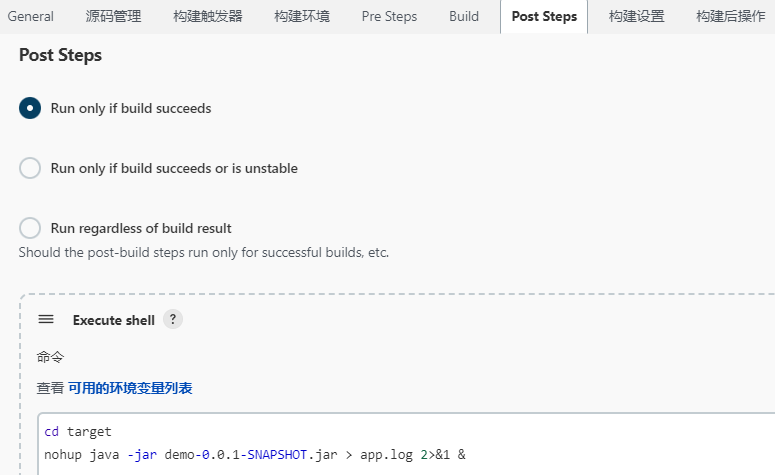 General 源码管理 构建触发器 构建环境 Pre Steps Build Post Steps 构建设置 构建后操作
Post Steps
Run only if build succeeds
Run only if build succeeds or is unstable
Run regardless of build result
Should the post-build steps run only for successful builds, etc.
Execute shell ?
命令
查看 可用的环境变量列表
cd target
nohup java -jar demo-0.0.1-SNAPSHOT.jar > app.log 2>&1 &